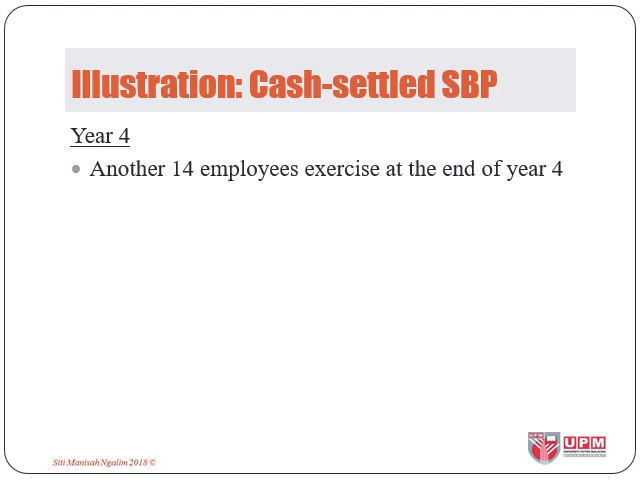 Illustration: Cash-settled SBP
Year 4
Another 14 employees exercise at the end of year 4
UPM
Siti Manisah Ngalim 2018 ©